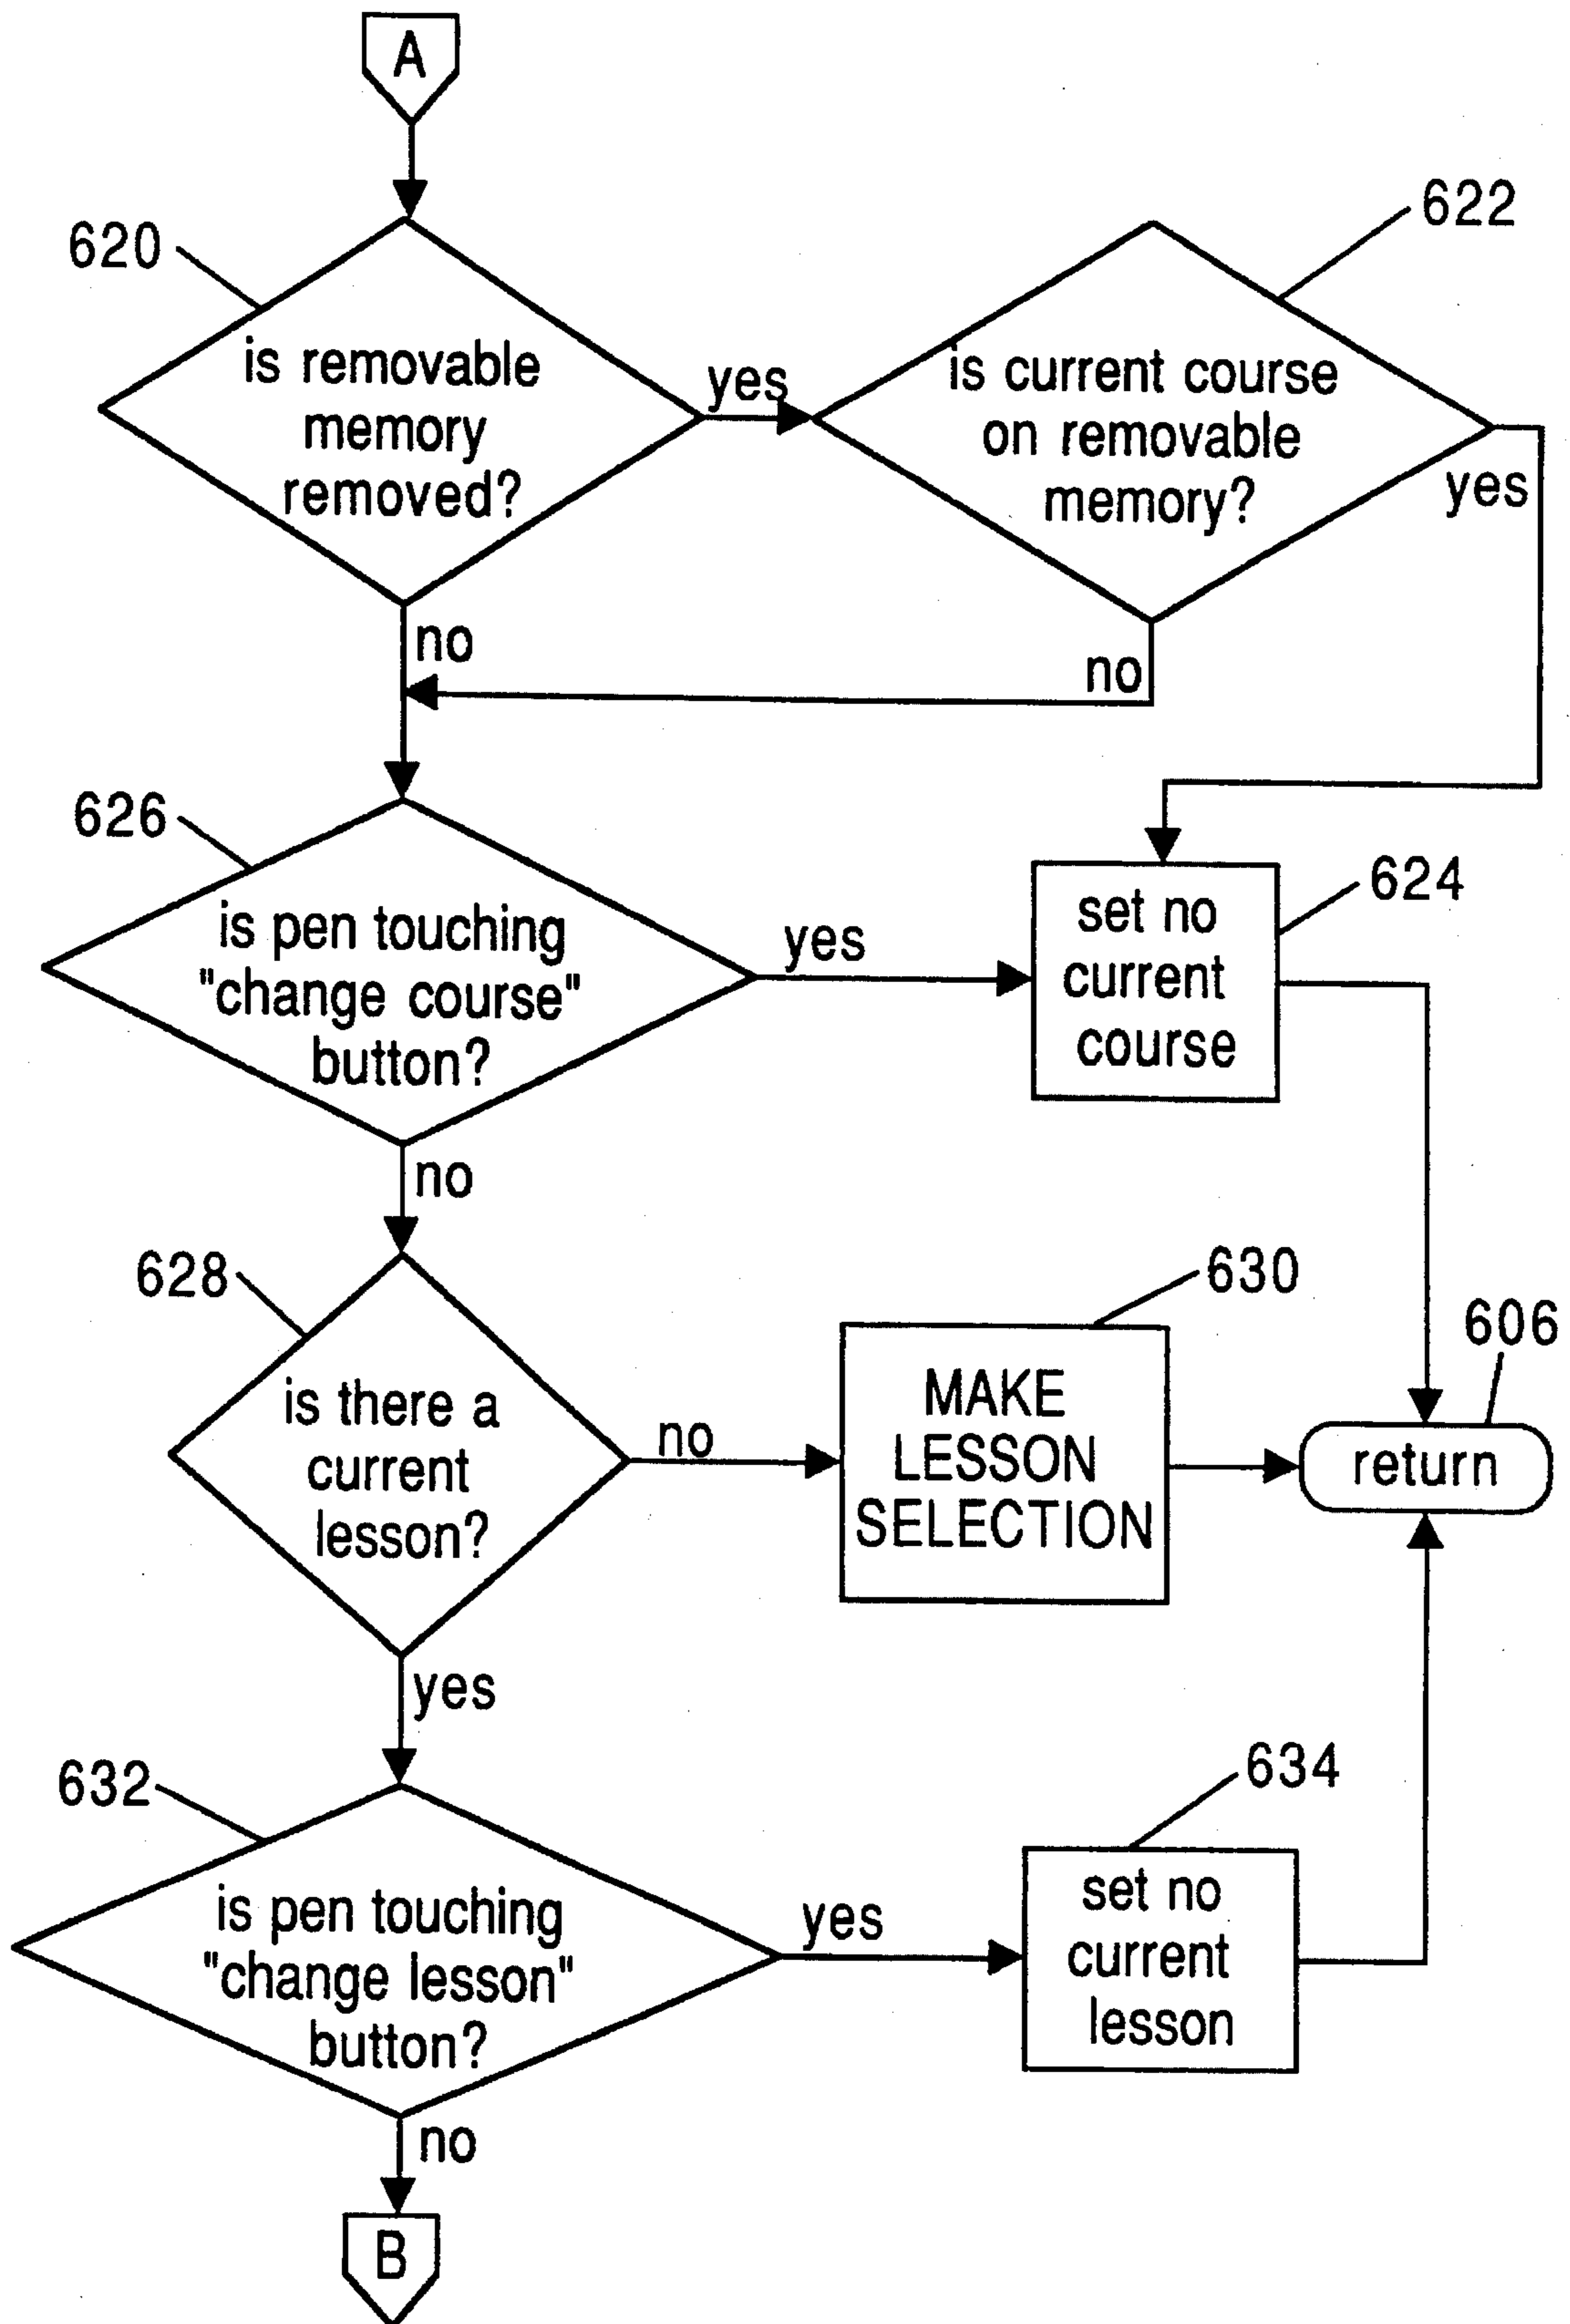 A
620
622
is removable
memory
removed?
yes
is current course
on removable
memory?
yes
no
no
626
624
is pen touching
"change course"
button?
yes
set no
current
course
no
628
630
606
is there a
current
lesson?
no
MAKE
LESSON
SELECTION
return
yes
632
634
is pen touching
"change lesson"
button?
yes
set no
current
lesson
no
B